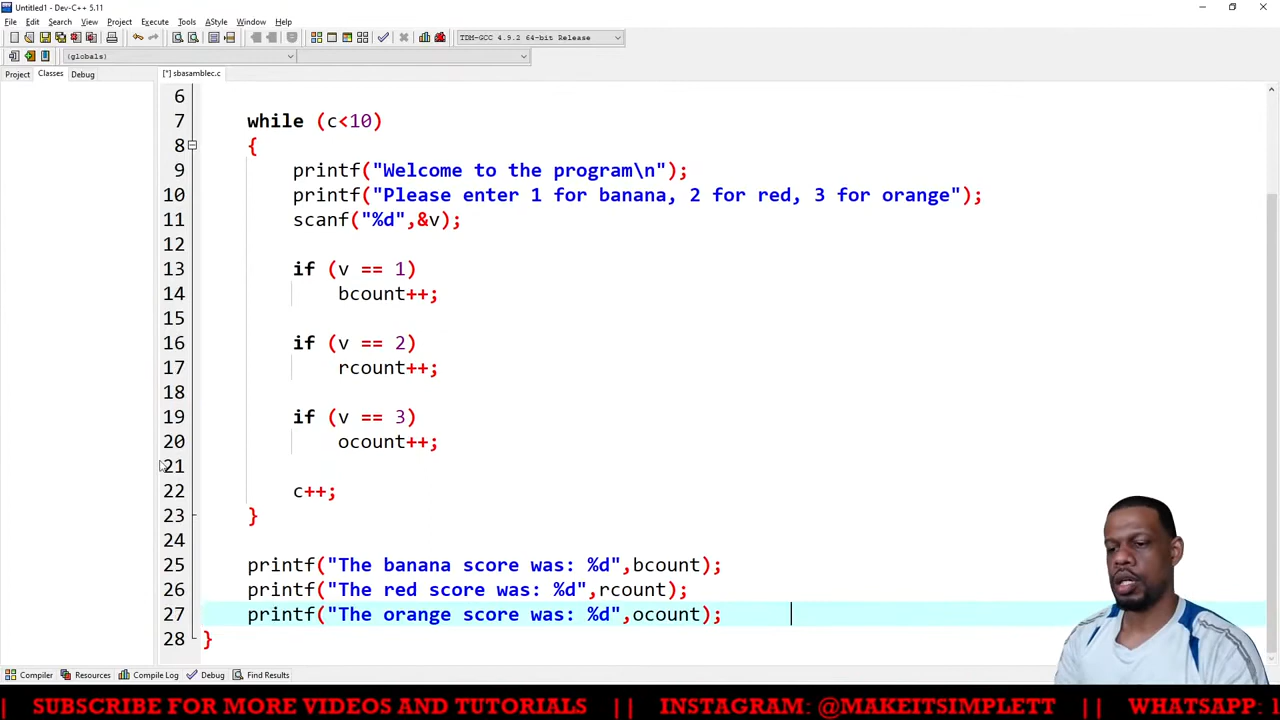 Untitled1 - Dev-C++ 5.11
File Edit Search View Project Execute Tools AStyle Window Help
TDM-GCC 4.9.2 64-bit Release
(globals)
Project Classes Debug [*] sbasamblec.c
6
7 while (c<10)
8 {
9 printf("Welcome to the program\n");
10 printf("Please enter 1 for banana, 2 for red, 3 for orange");
11 scanf("%d",&v);
12
13 if (v == 1)
14 bcount++;
15
16 if (v == 2)
17 rcount++;
18
19 if (v == 3)
20 ocount++;
21
22 c++;
23 }
24
25 printf("The banana score was: %d",bcount);
26 printf("The red score was: %d",rcount);
27 printf("The orange score was: %d",ocount);
28 }
Compiler Resources Compile Log Debug Find Results
| SUBSCRIBE FOR MORE VIDEOS AND TUTORIALS || INSTAGRAM: @MAKEITSIMPLETT || WHATSAPP: 1